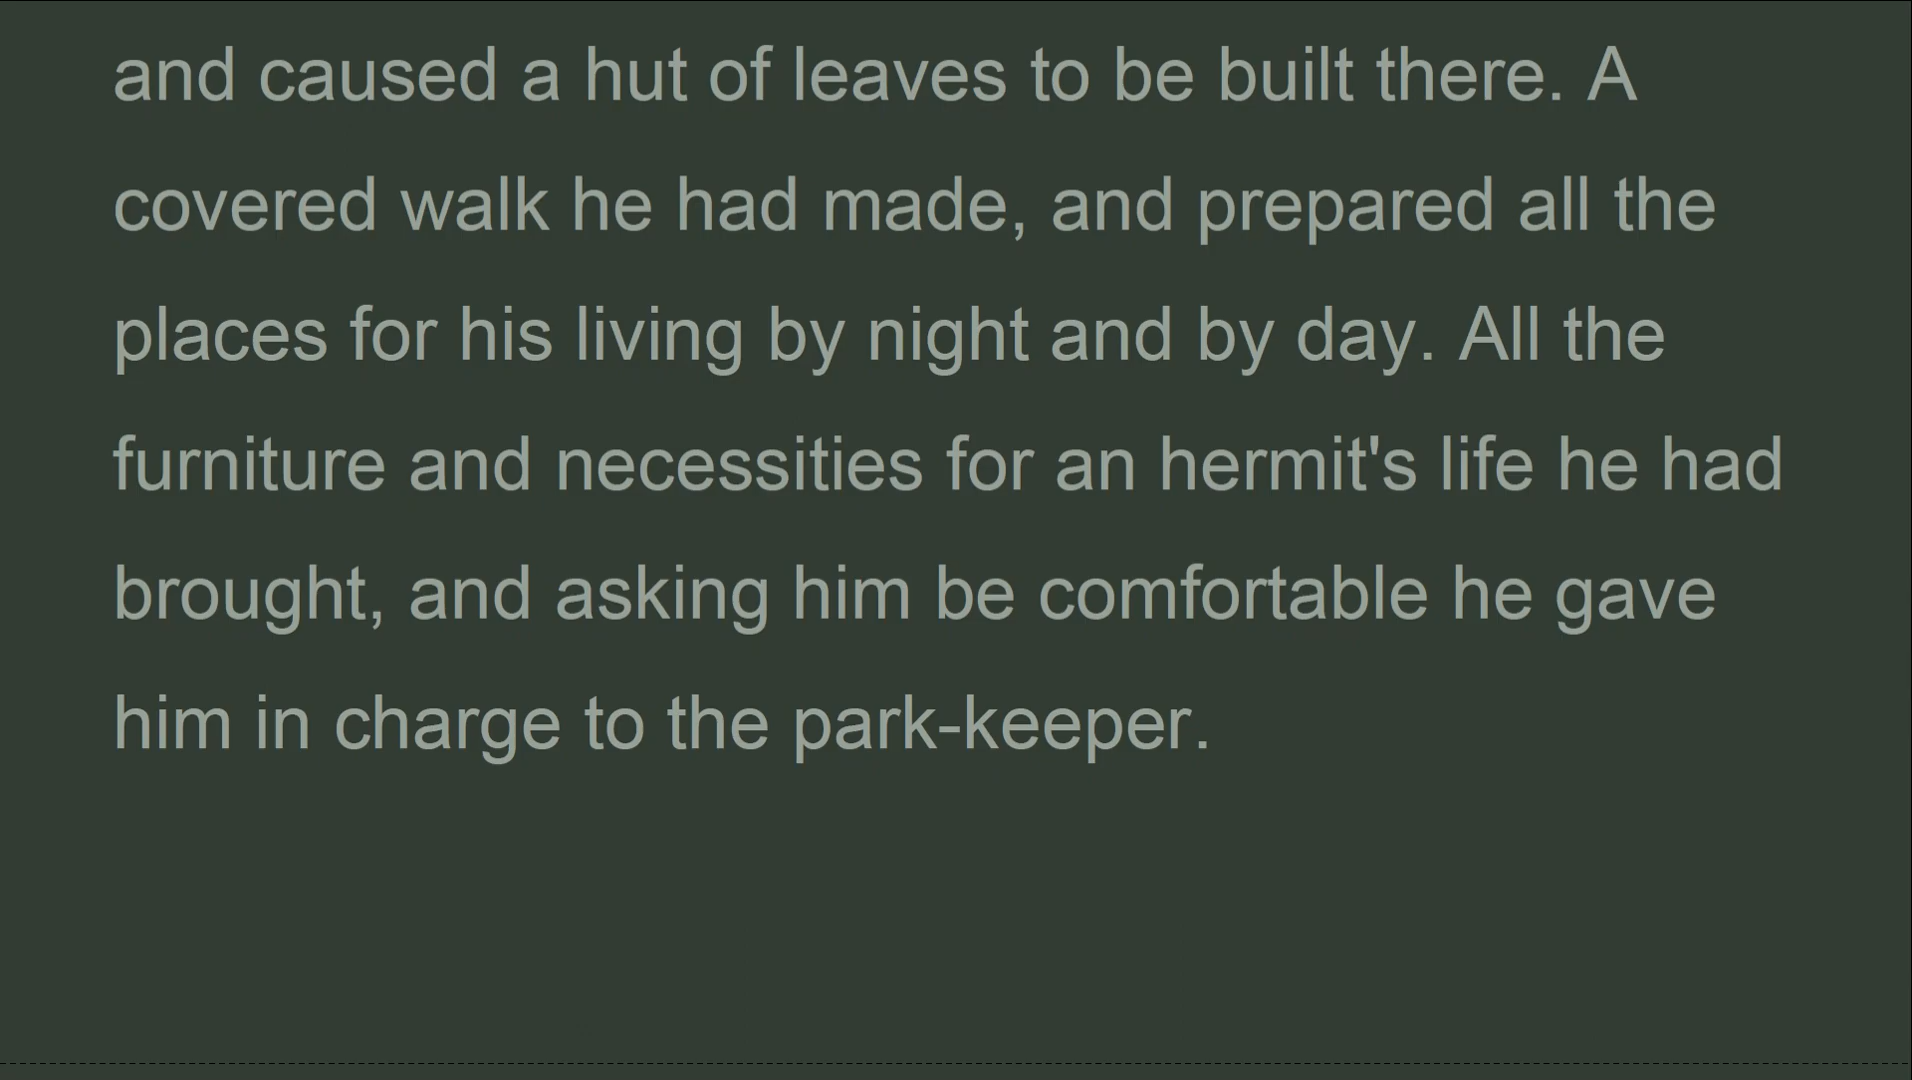 and caused a hut of leaves to be built there. A
covered walk he had made, and prepared all the
places for his living by night and by day. All the
furniture and necessities for an hermit's life he had
brought, and asking him be comfortable he gave
him in charge to the park-keeper.